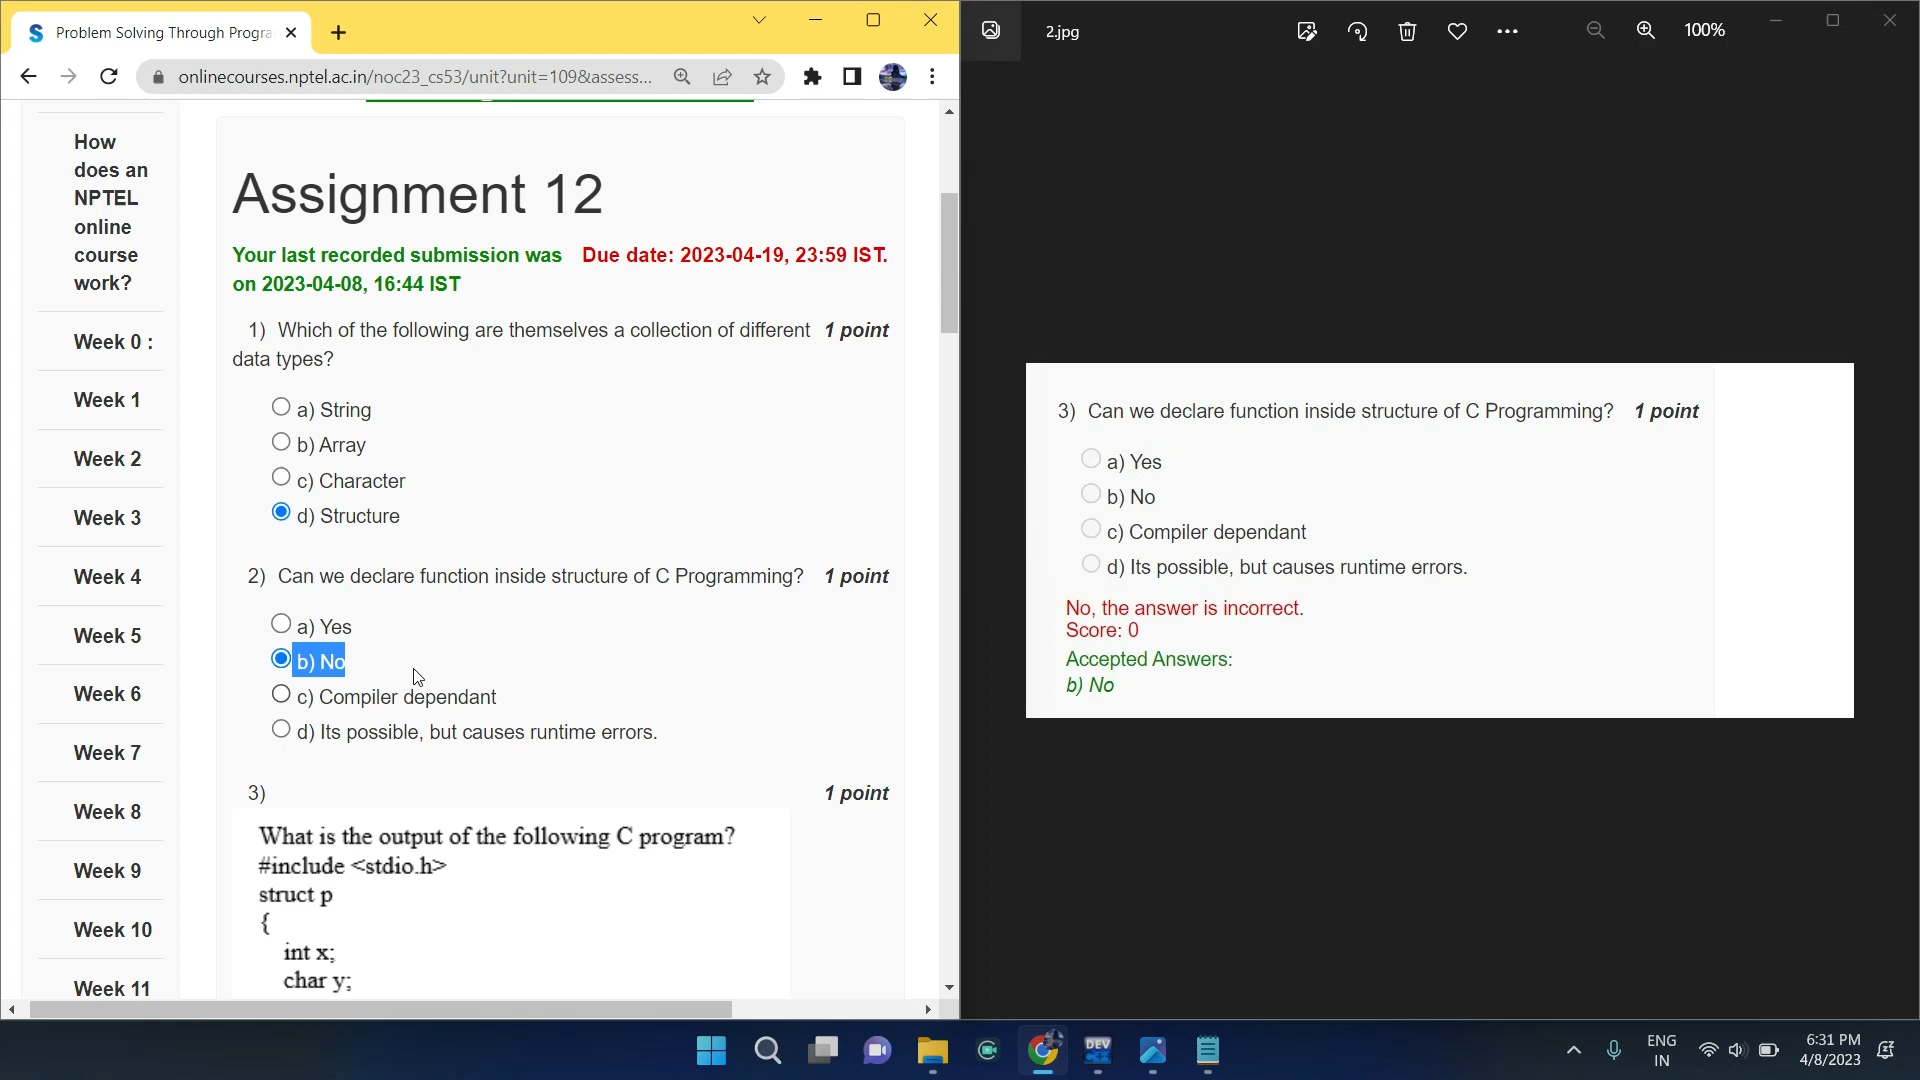 Problem Solving Through Progra
onlinecourses.nptel.ac.in/noc23_cs53/unit?unit=109&assess...
How
does an
NPTEL
online
course
work?
Week 0 :
Week 1
Week 2
Week 3
Week 4
Week 5
Week 6
Week 7
Week 8
Week 9
Week 10
Week 11
Assignment 12
Your last recorded submission was
on 2023-04-08, 16:44 IST
Due date: 2023-04-19, 23:59 IST.
1) Which of the following are themselves a collection of different 1 point
data types?
a) String
b) Array
c) Character
d) Structure
2) Can we declare function inside structure of C Programming? 1 point
a) Yes
b) No
c) Compiler dependant
d) Its possible, but causes runtime errors.
3) 1 point
What is the output of the following C program?
#include <stdio.h>
struct p
{
int x;
char y;
2.jpg
100%
3) Can we declare function inside structure of C Programming? 1 point
a) Yes
b) No
c) Compiler dependant
d) Its possible, but causes runtime errors.
No, the answer is incorrect.
Score: 0
Accepted Answers:
b) No
DEV
ENG
IN
6:31 PM
4/8/2023